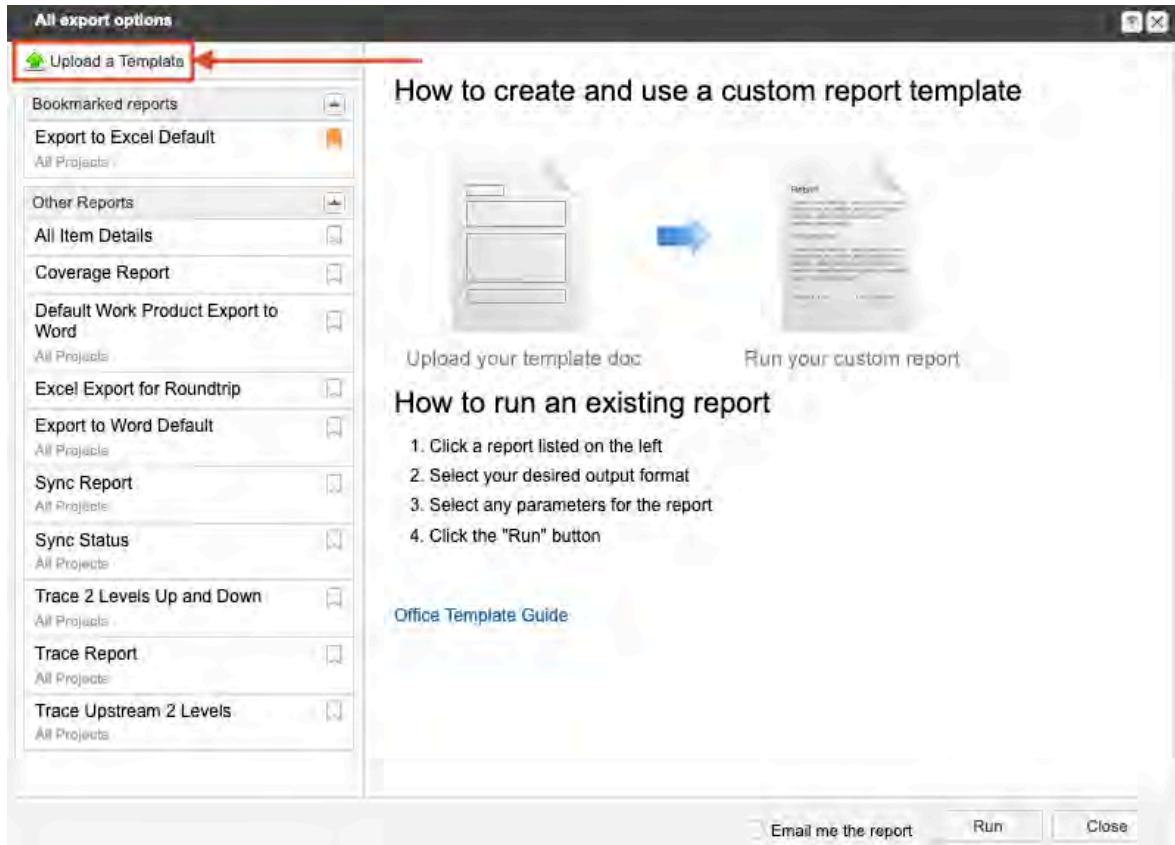 All export options
Upload a Template
Bookmarked reports
Export to Excel Default
All Projects
Other Reports
All Item Details
Coverage Report
Default Work Product Export to
Word
All Projects
Excel Export for Roundtrip
Export to Word Default
All Projects
Sync Report
All Projects
Sync Status
All Projects
Trace 2 Levels Up and Down
All Projects
Trace Report
All Projects
Trace Upstream 2 Levels
All Projects
How to create and use a custom report template
Report
Upload your template doc
Run your custom report
How to run an existing report
1. Click a report listed on the left
2. Select your desired output format
3. Select any parameters for the report
4. Click the "Run" button
Office Template Guide
Email me the report
Run
Close